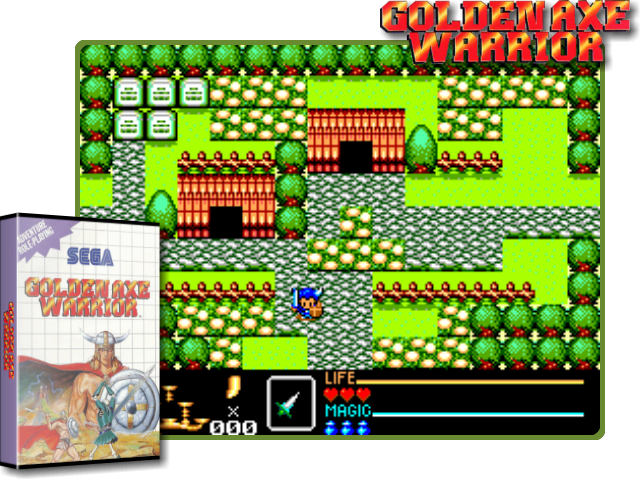 GOLDEN AXE
WARRIOR
ADVENTURE
ROLE-PLAYING
SEGA
GOLDEN AXE
WARRIOR
LIFE
×
000
MAGIC